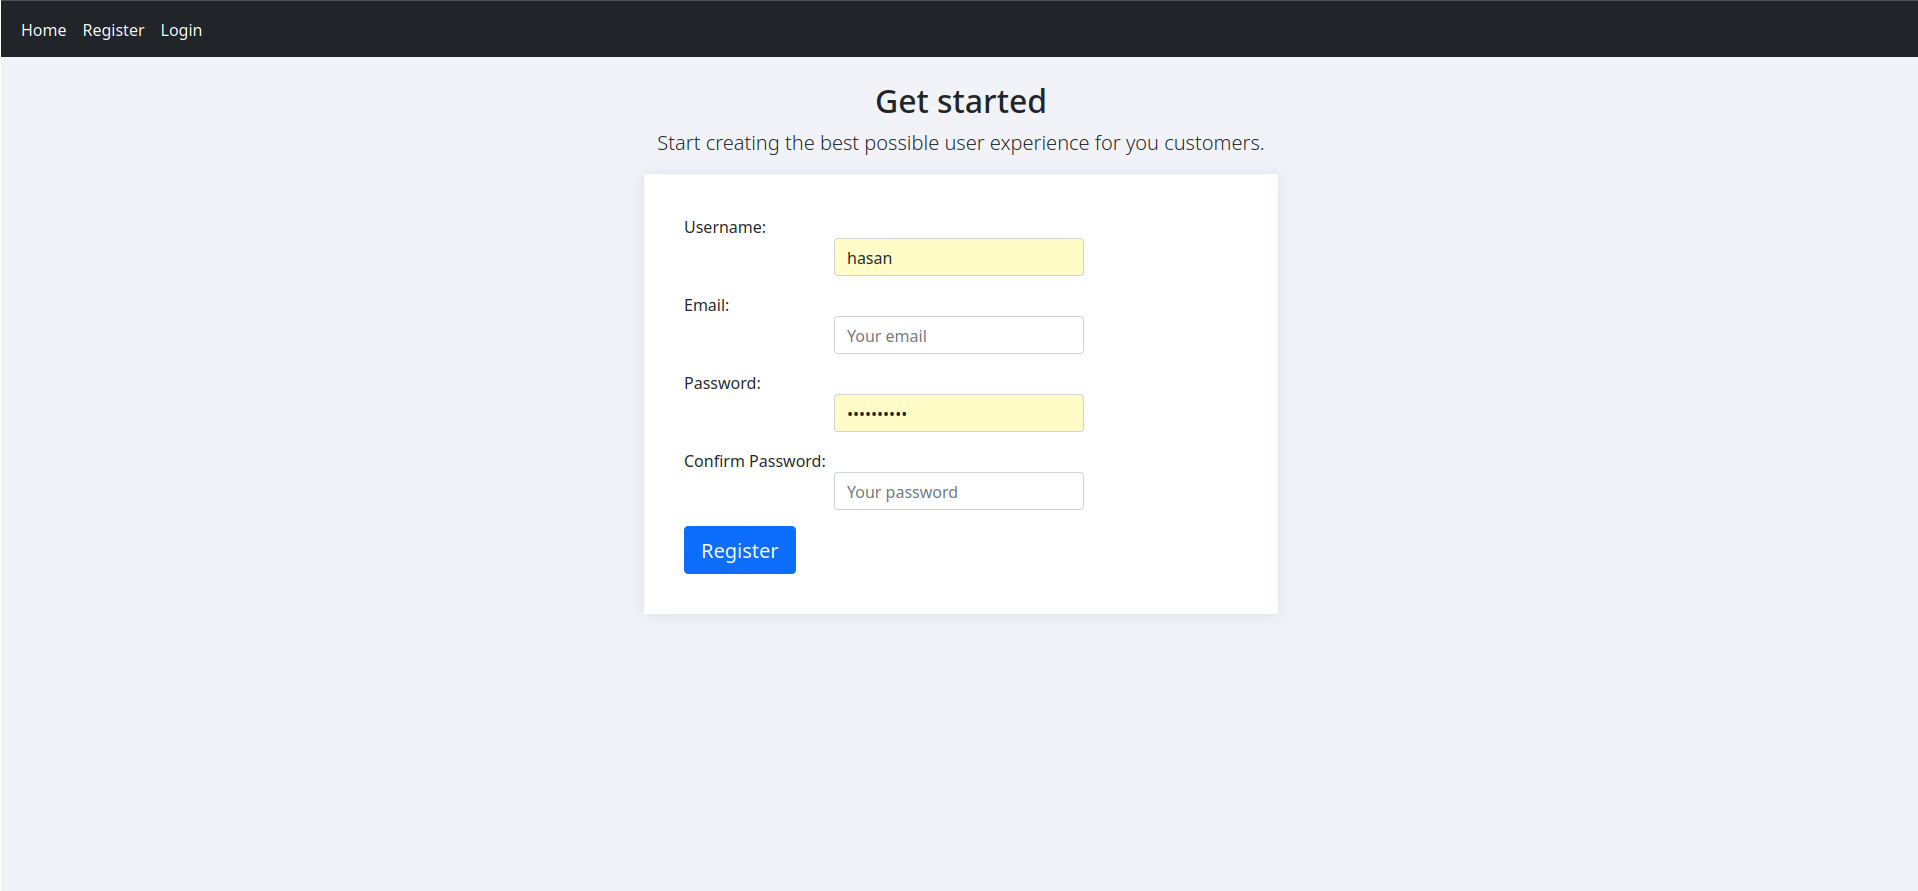 Home Register Login
Get started
Start creating the best possible user experience for you customers.
Username:
hasan
Email:
Your email
Password:
••••••••••
Confirm Password:
Your password
Register